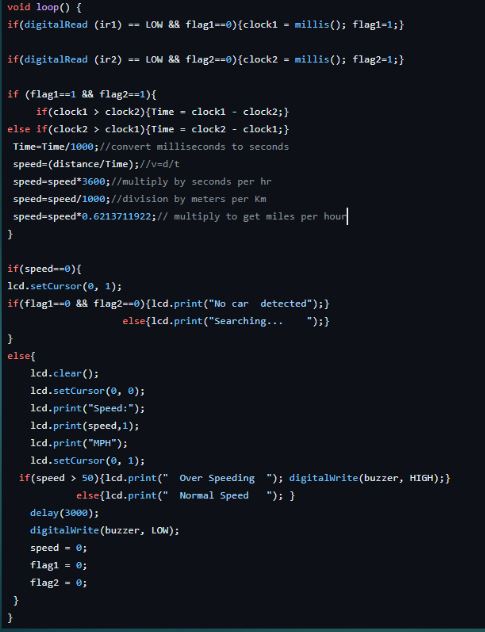 void loop() {
if(digitalRead (ir1) == LOW && flag1==0){clock1 = millis(); flag1=1;}
if(digitalRead (ir2) == LOW && flag2==0){clock2 = millis(); flag2=1;}
if (flag1==1 && flag2==1){
if(clock1 > clock2){Time = clock1 - clock2;}
else if(clock2 > clock1){Time = clock2 - clock1;}
Time=Time/1000;//convert milliseconds to seconds
speed=(distance/Time);//v=d/t
speed=speed*3600;//multiply by seconds per hr
speed=speed/1000;//division by meters per Km
speed=speed*0.6213711922;// multiply to get miles per hour
}
if(speed==0){
lcd.setCursor(0, 1);
if(flag1==0 && flag2==0){lcd.print("No car  detected");}
else{lcd.print("Searching...    ");}
}
else{
lcd.clear();
lcd.setCursor(0, 0);
lcd.print("Speed:");
lcd.print(speed,1);
lcd.print("MPH");
lcd.setCursor(0, 1);
if(speed > 50){lcd.print("  Over Speeding  "); digitalWrite(buzzer, HIGH);}
else{lcd.print("  Normal Speed   "); }
delay(3000);
digitalWrite(buzzer, LOW);
speed = 0;
flag1 = 0;
flag2 = 0;
}
}